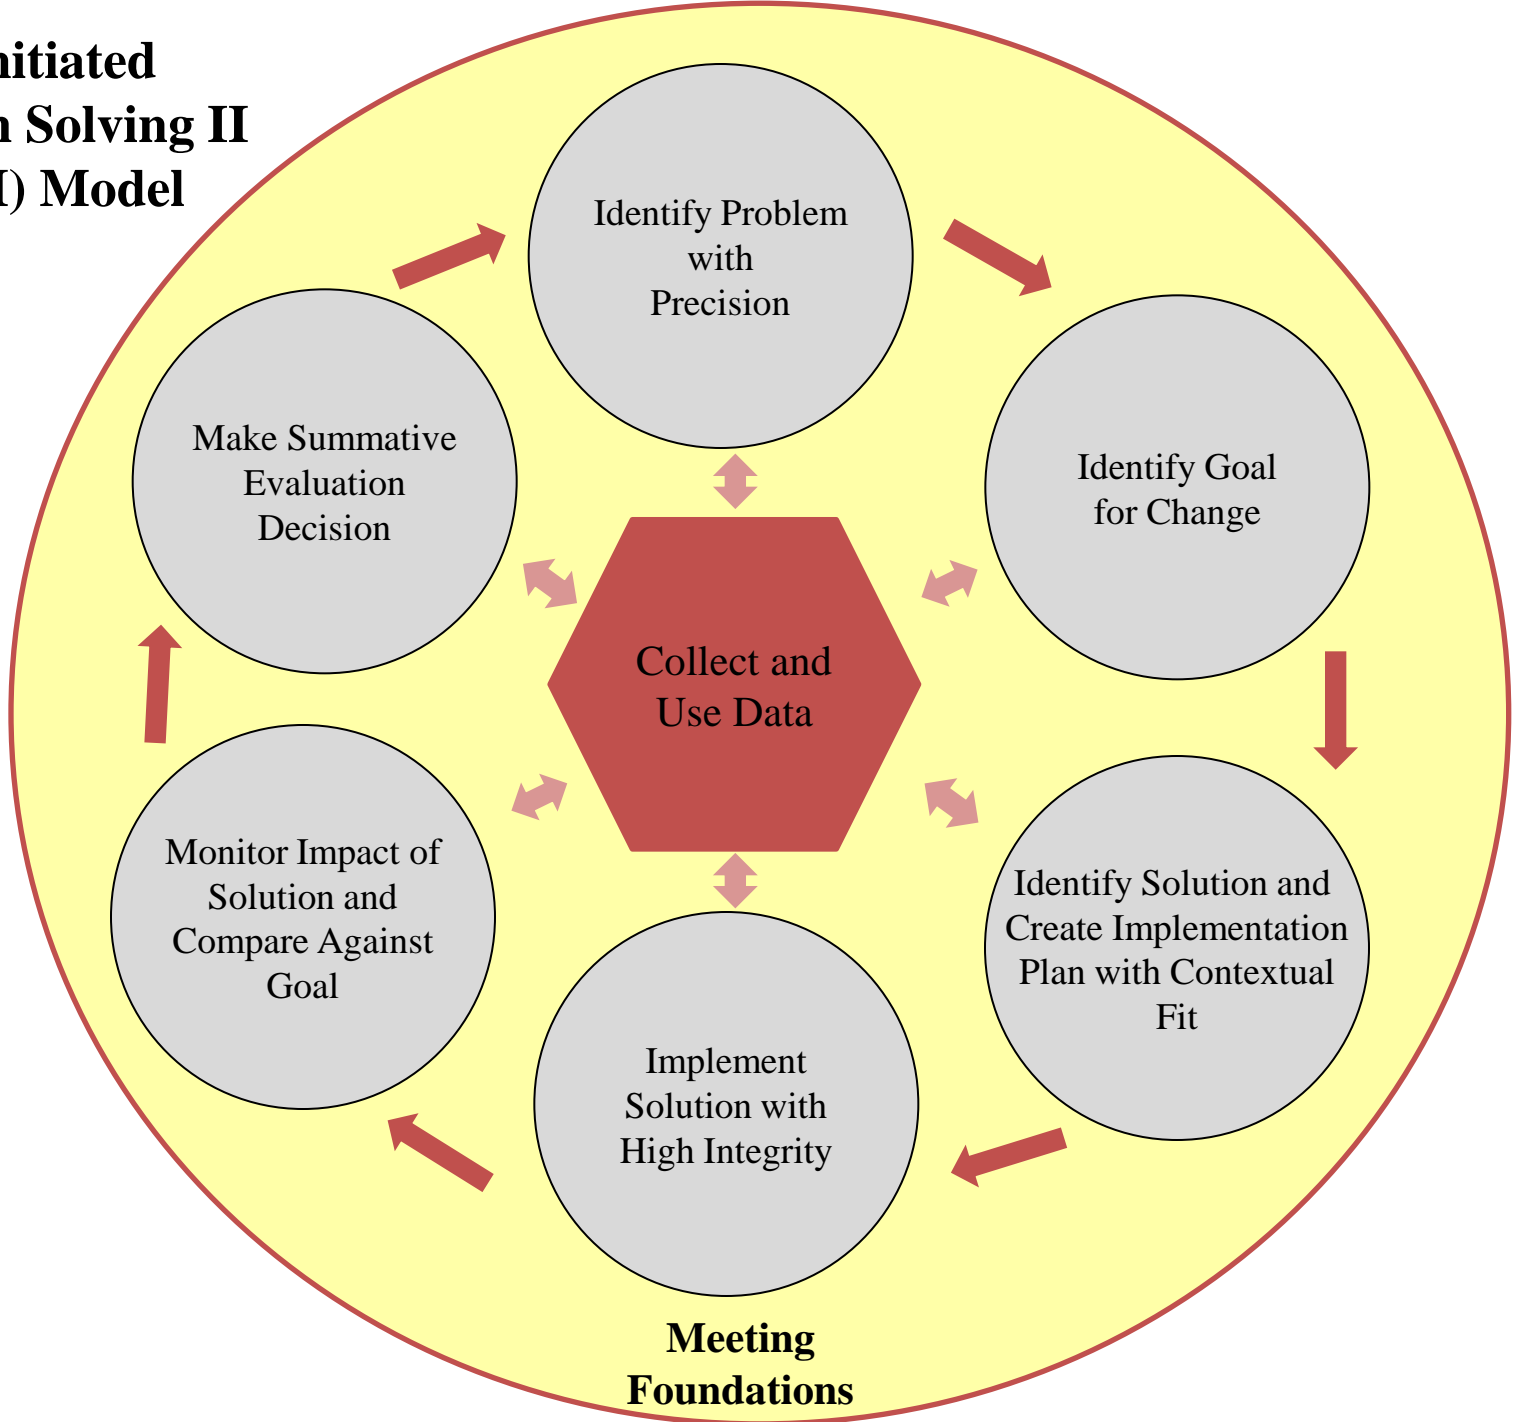 nitiated
Solving II
I) Model
Identify Problem
with
Precision
Identify Goal
for Change
Identify Solution and
Create Implementation
Plan with Contextual
Fit
Implement
Solution with
High Integrity
Monitor Impact of
Solution and
Compare Against
Goal
Make Summative
Evaluation
Decision
Collect and
Use Data
Meeting
Foundations